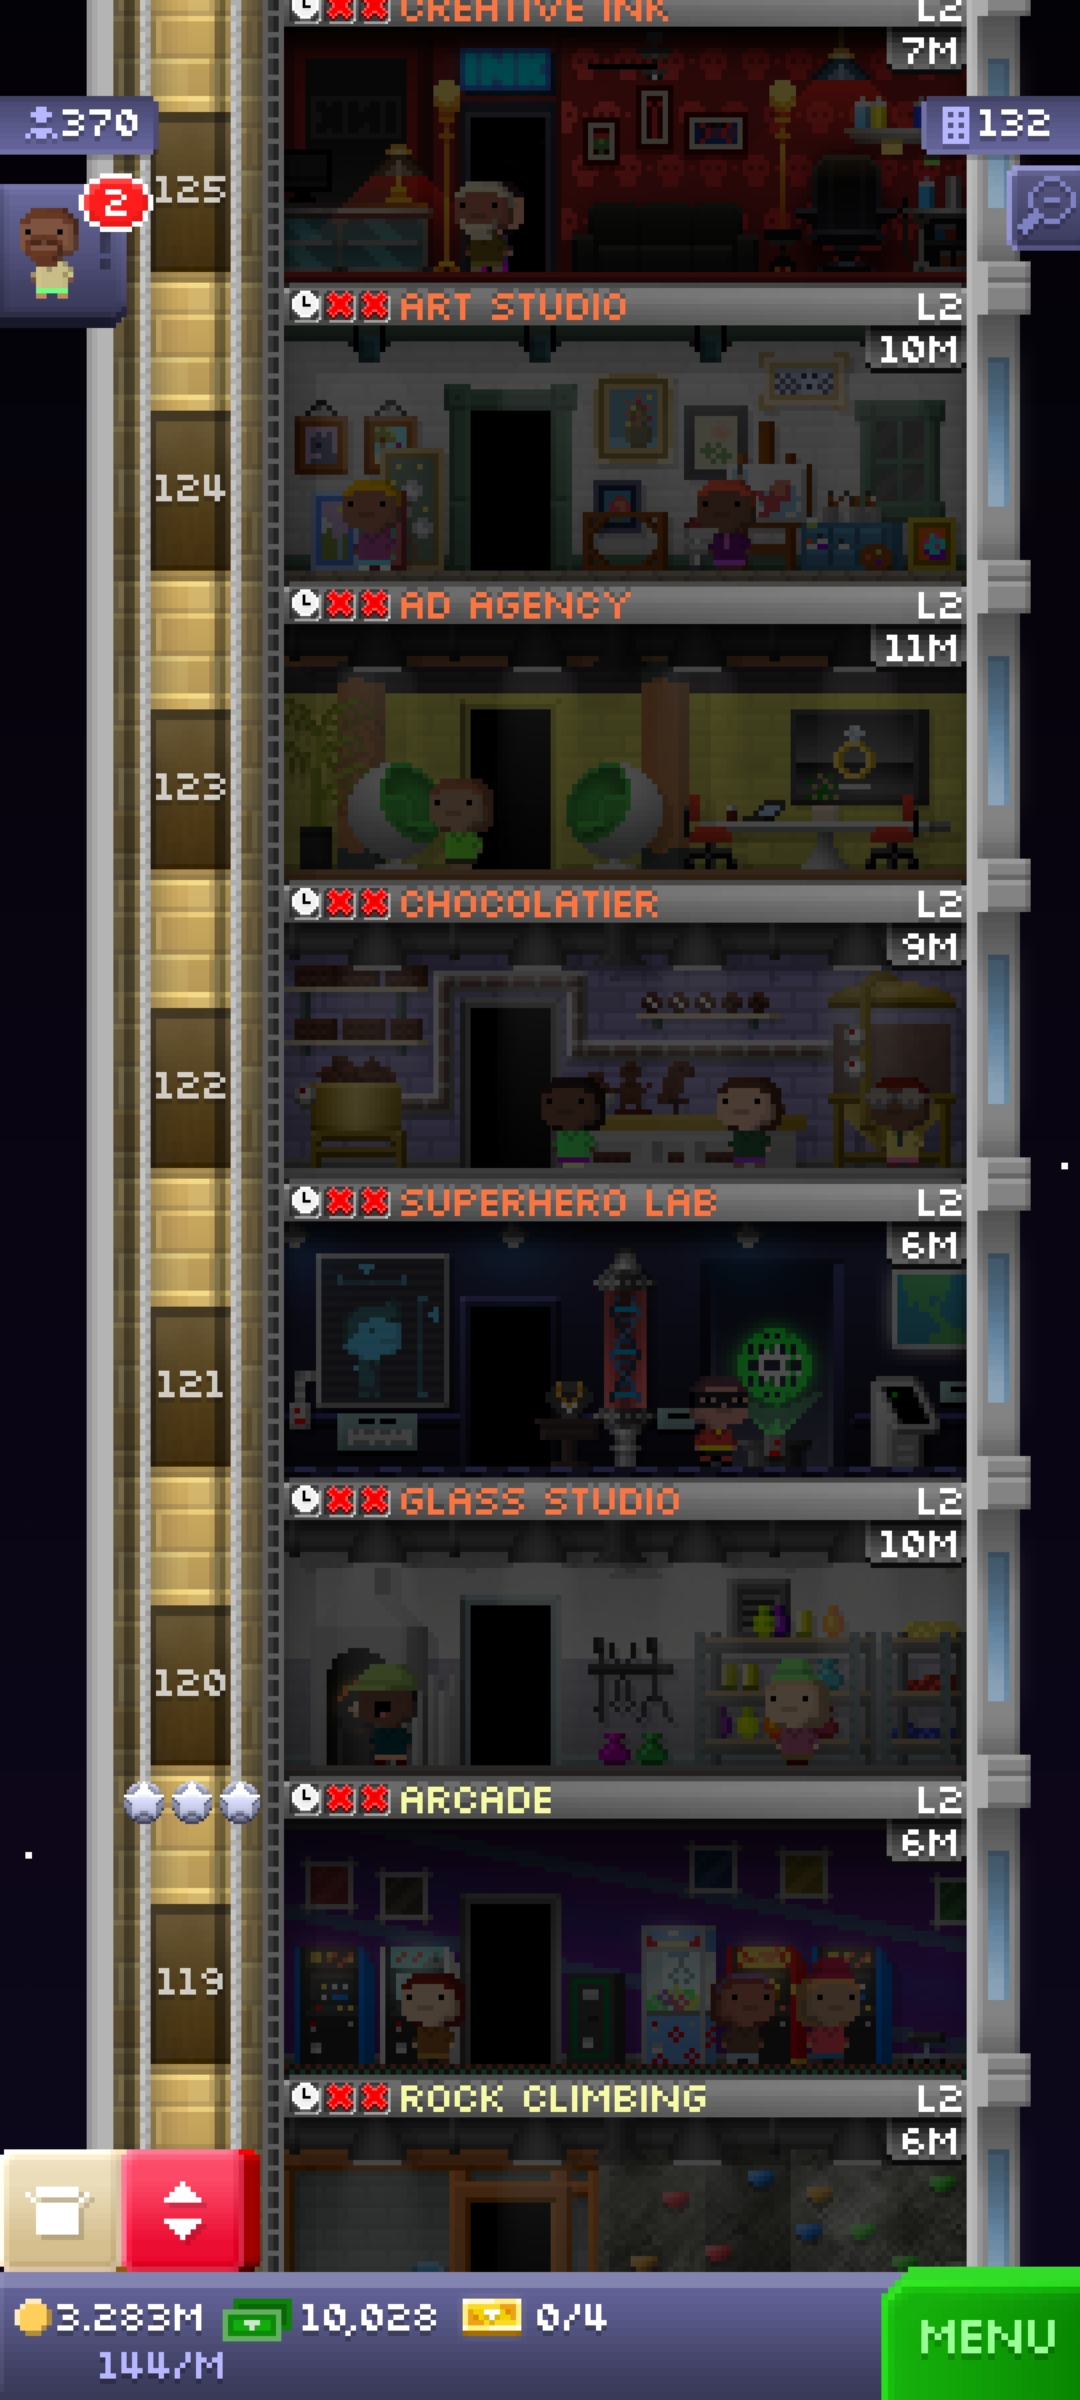 CREATIVE INK L2
7M
INK
370
132
2
125
ART STUDIO L2
10M
124
AD AGENCY L2
11M
123
CHOCOLATIER L2
9M
122
SUPERHERO LAB L2
6M
121
GLASS STUDIO L2
10M
120
ARCADE L2
6M
119
ROCK CLIMBING L2
6M
3.283M 10,028 0/4
144/M
MENU